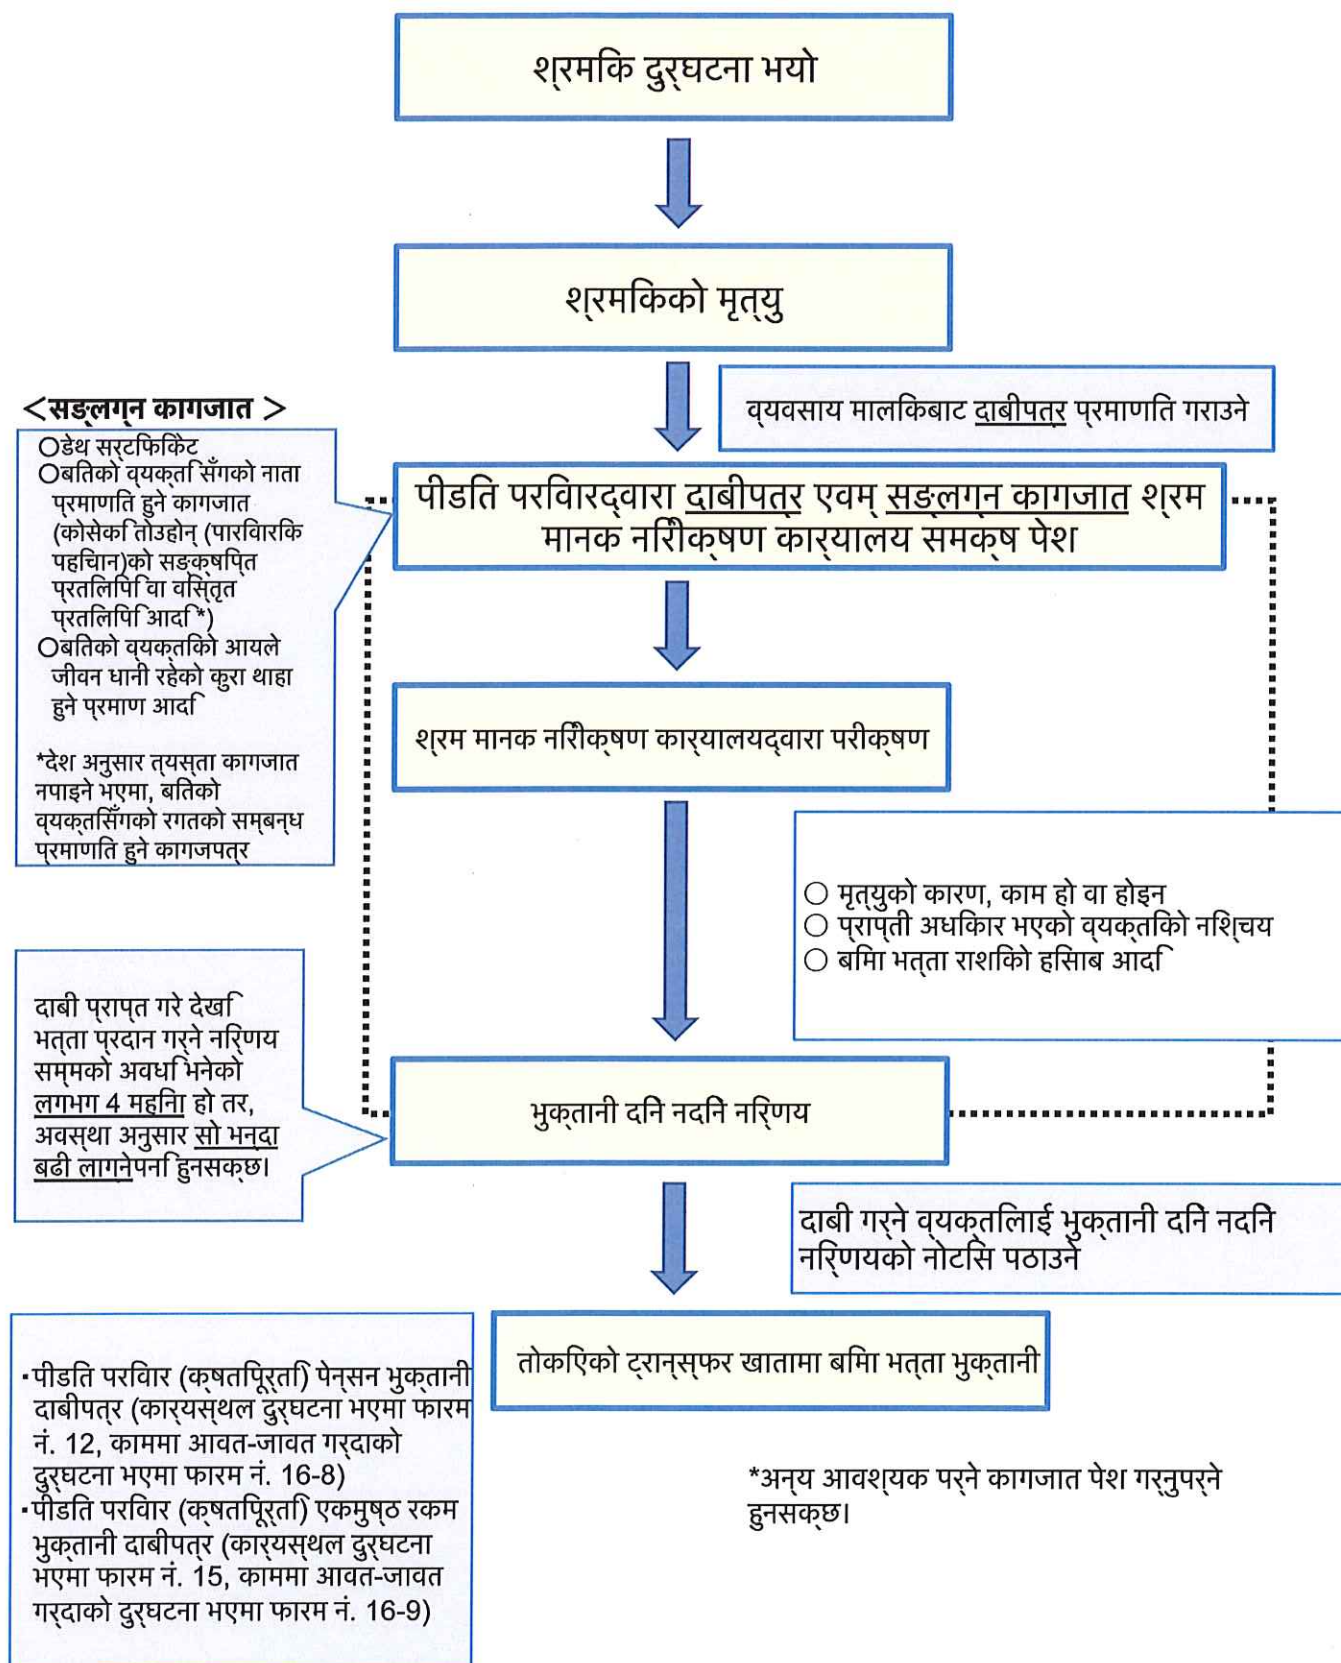 श्रमिक दुर्घटना भयो
श्रमिकको मृत्यु
व्यवसाय मालिकबाट दाबीपत्र प्रमाणित गराउने
<सङ्लग्न कागजात >
○डेथ सर्टिफिकेट
○बितेको व्यक्ति सँगको नाता
प्रमाणित हुने कागजात
(कोसेकि तोउहोन् (पारिवारिक
पहिचान)को सङ्क्षिप्त
प्रतिलिपि वा विस्तृत
प्रतिलिपि आदि *)
○बितेको व्यक्तिको आयले
जीवन धानी रहेको कुरा थाहा
हुने प्रमाण आदि
*देश अनुसार त्यस्ता कागजात
नपाइने भएमा, बितेको
व्यक्तिसँगको रगतको सम्बन्ध
प्रमाणित हुने कागजपत्र
पीडित परिवारद्वारा दाबीपत्र एवम् सङ्लग्न कागजात श्रम
मानक निरीक्षण कार्यालय समक्ष पेश
श्रम मानक निरीक्षण कार्यालयद्वारा परीक्षण
○ मृत्युको कारण, काम हो वा होइन
○ प्राप्ती अधिकार भएको व्यक्तिको निश्चिय
○ बिमा भत्ता राशिको हिसाब आदि
दाबी प्राप्त गरे देखि
भत्ता प्रदान गर्ने निर्णय
सम्मको अवधि भनेको
लगभग 4 महिना हो तर,
अवस्था अनुसार सो भन्दा
बढी लाग्नेपनि हुनसक्छ।
भुक्तानी दिने नदिने निर्णय
दाबी गर्ने व्यक्तिलाई भुक्तानी दिने नदिने
निर्णयको नोटिस पठाउने
तोकिएको ट्रान्स्फर खातामा बिमा भत्ता भुक्तानी
・पीडित परिवार (क्षतिपूर्ति) पेन्सन भुक्तानी
दाबीपत्र (कार्यस्थल दुर्घटना भएमा फारम
नं. 12, काममा आवत-जावत गर्दाको
दुर्घटना भएमा फारम नं. 16-8)
・पीडित परिवार (क्षतिपूर्ति) एकमुष्ठ रकम
भुक्तानी दाबीपत्र (कार्यस्थल दुर्घटना
भएमा फारम नं. 15, काममा आवत-जावत
गर्दाको दुर्घटना भएमा फारम नं. 16-9)
*अन्य आवश्यक पर्ने कागजात पेश गर्नुपर्ने
हुनसक्छ।